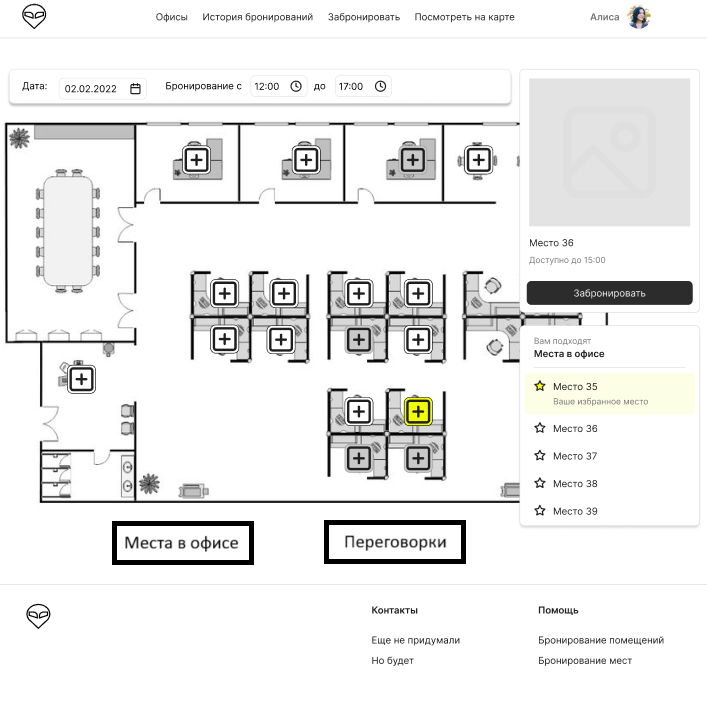 Офисы История бронирований Забронировать Посмотреть на карте Алиса
Дата: 02.02.2022 Бронирование с 12:00 до 17:00
Место 36
Доступно до 15:00
Забронировать
Вам подходят
Места в офисе
Место 35
Ваше избранное место
Место 36
Место 37
Место 38
Место 39
Места в офисе Переговорки
Контакты Помощь
Еще не придумали Бронирование помещений
Но будет Бронирование мест